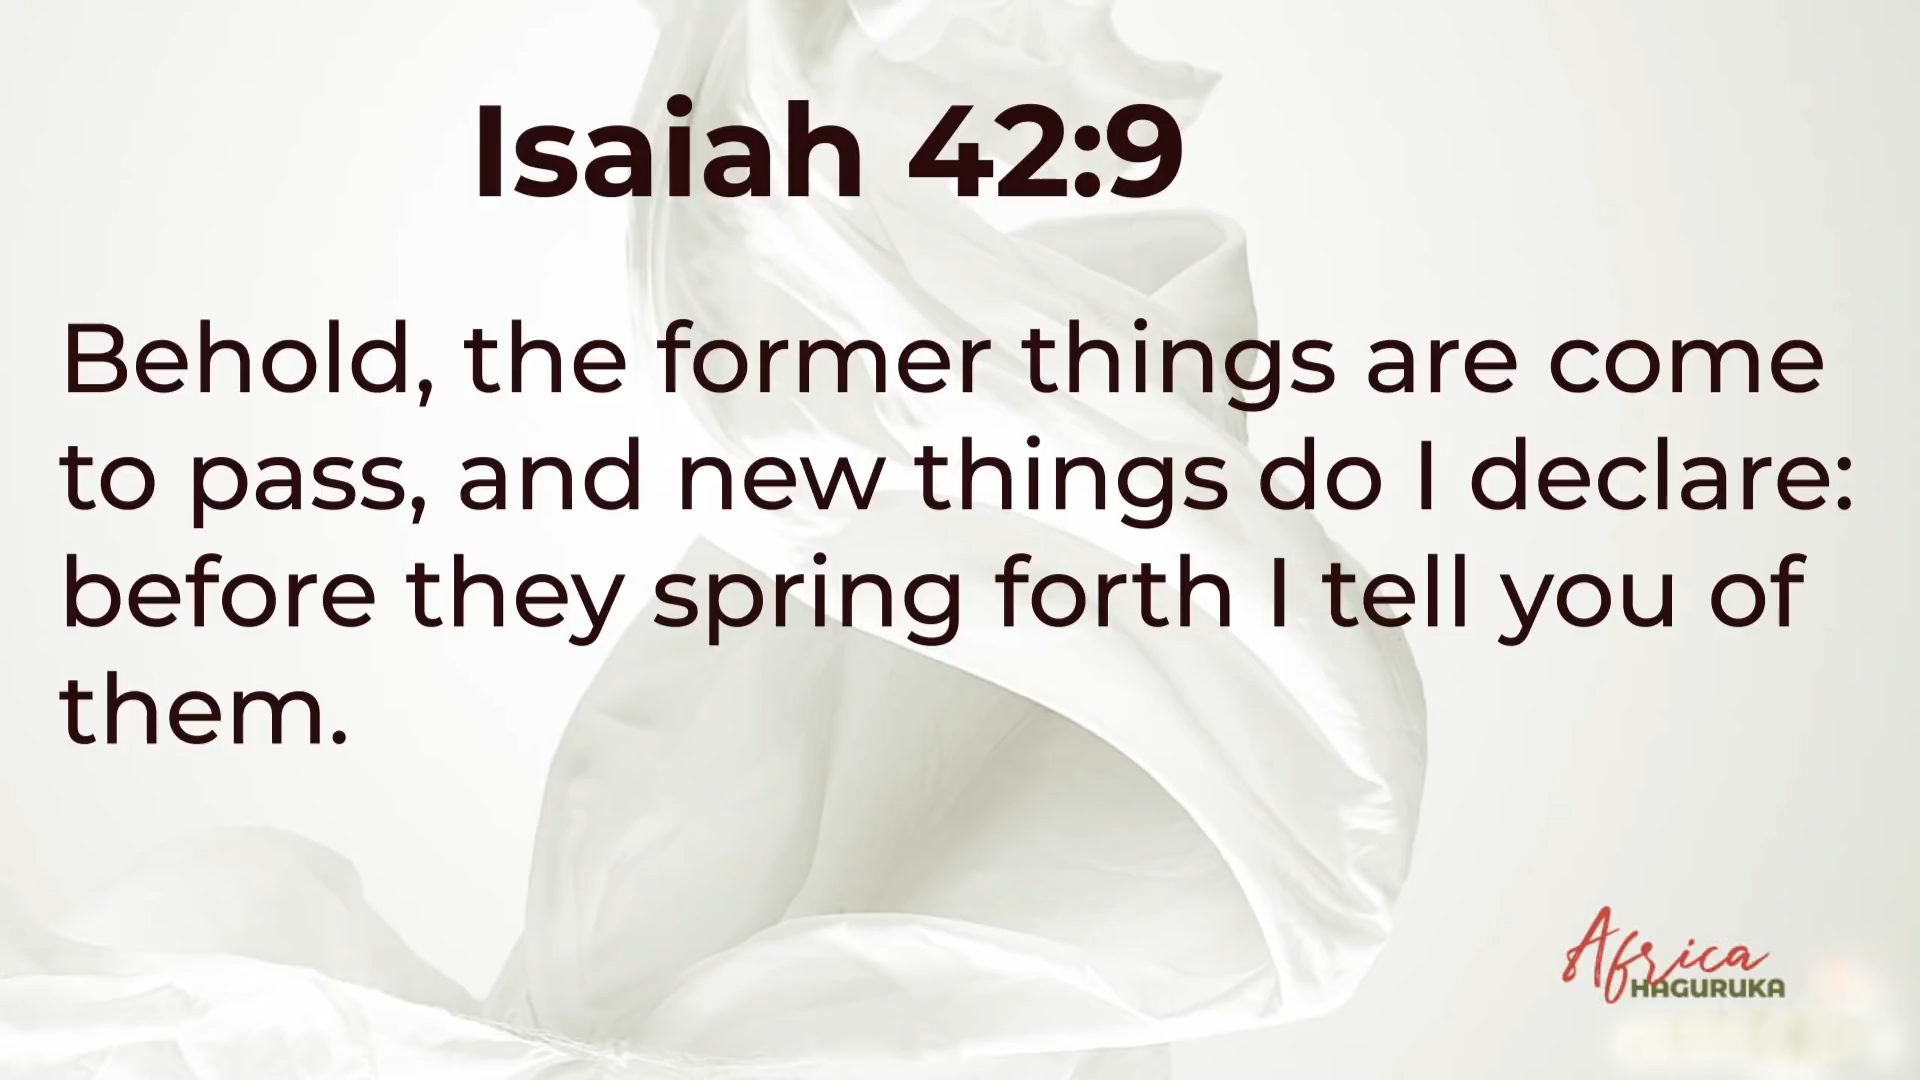 Isaiah 42:9
Behold, the former things are come
to pass, and new things do I declare:
before they spring forth I tell you of
them.
Africa
HAGURUKA